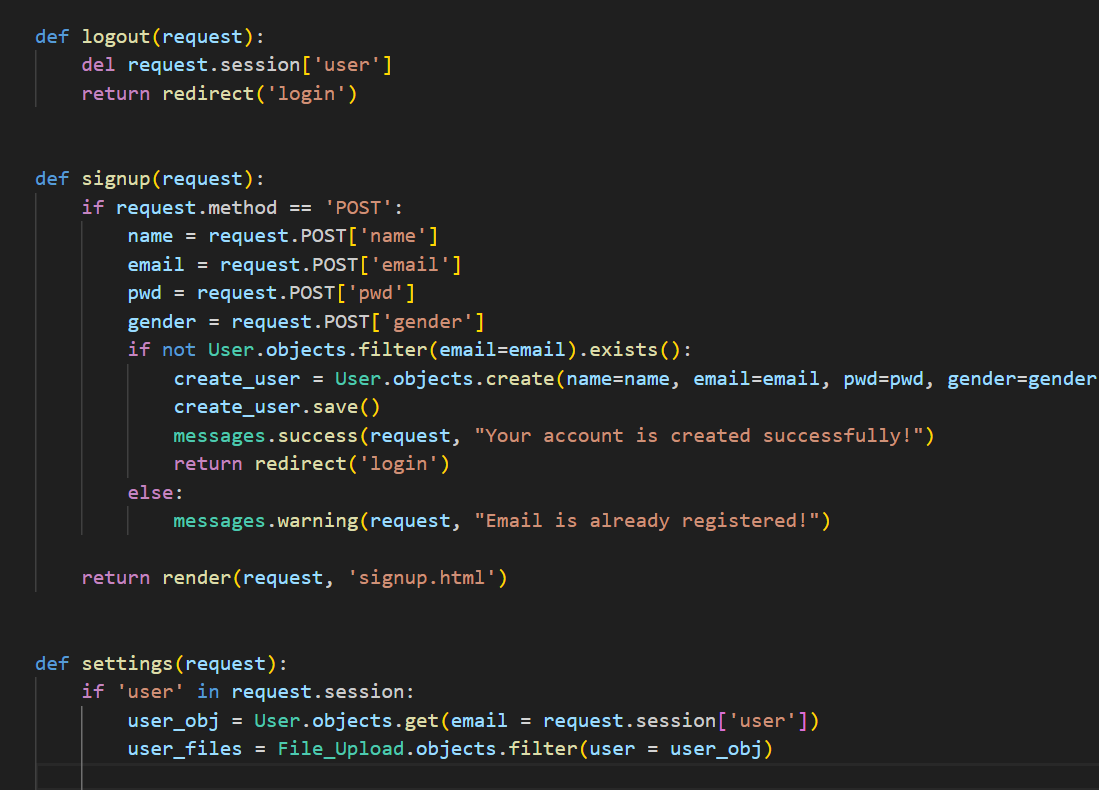 def logout(request):
    del request.session['user']
    return redirect('login')
def signup(request):
    if request.method == 'POST':
        name = request.POST['name']
        email = request.POST['email']
        pwd = request.POST['pwd']
        gender = request.POST['gender']
        if not User.objects.filter(email=email).exists():
            create_user = User.objects.create(name=name, email=email, pwd=pwd, gender=gender
            create_user.save()
            messages.success(request, "Your account is created successfully!")
            return redirect('login')
        else:
            messages.warning(request, "Email is already registered!")
    return render(request, 'signup.html')
def settings(request):
    if 'user' in request.session:
        user_obj = User.objects.get(email = request.session['user'])
        user_files = File_Upload.objects.filter(user = user_obj)